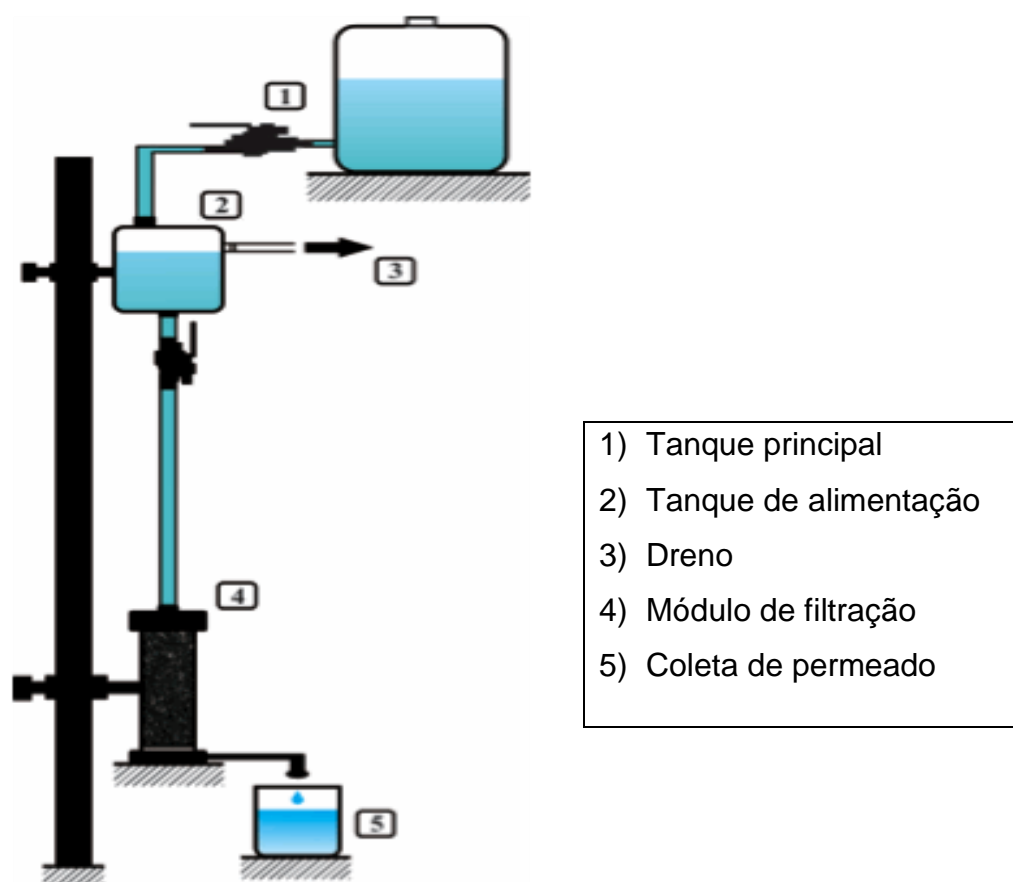 1
2
3
4
5
1) Tanque principal
2) Tanque de alimentação
3) Dreno
4) Módulo de filtração
5) Coleta de permeado